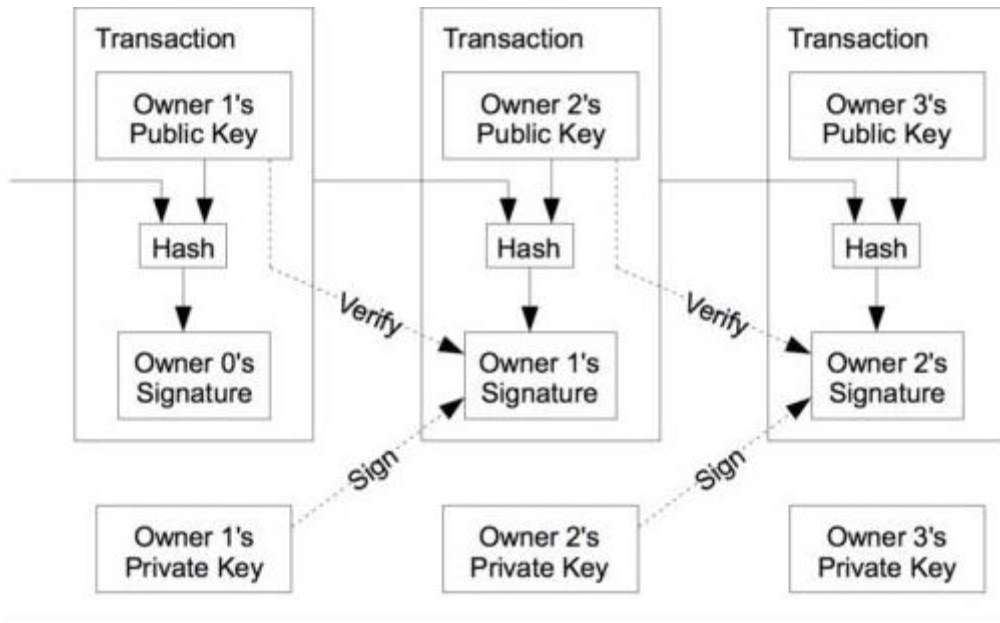 Transaction
Transaction
Transaction
Owner 1's
Public Key
Owner 2's
Public Key
Owner 3's
Public Key
Hash
Hash
Hash
Verify
Verify
Owner 0's
Signature
Owner 1's
Signature
Owner 2's
Signature
Sign
Sign
Owner 1's
Private Key
Owner 2's
Private Key
Owner 3's
Private Key